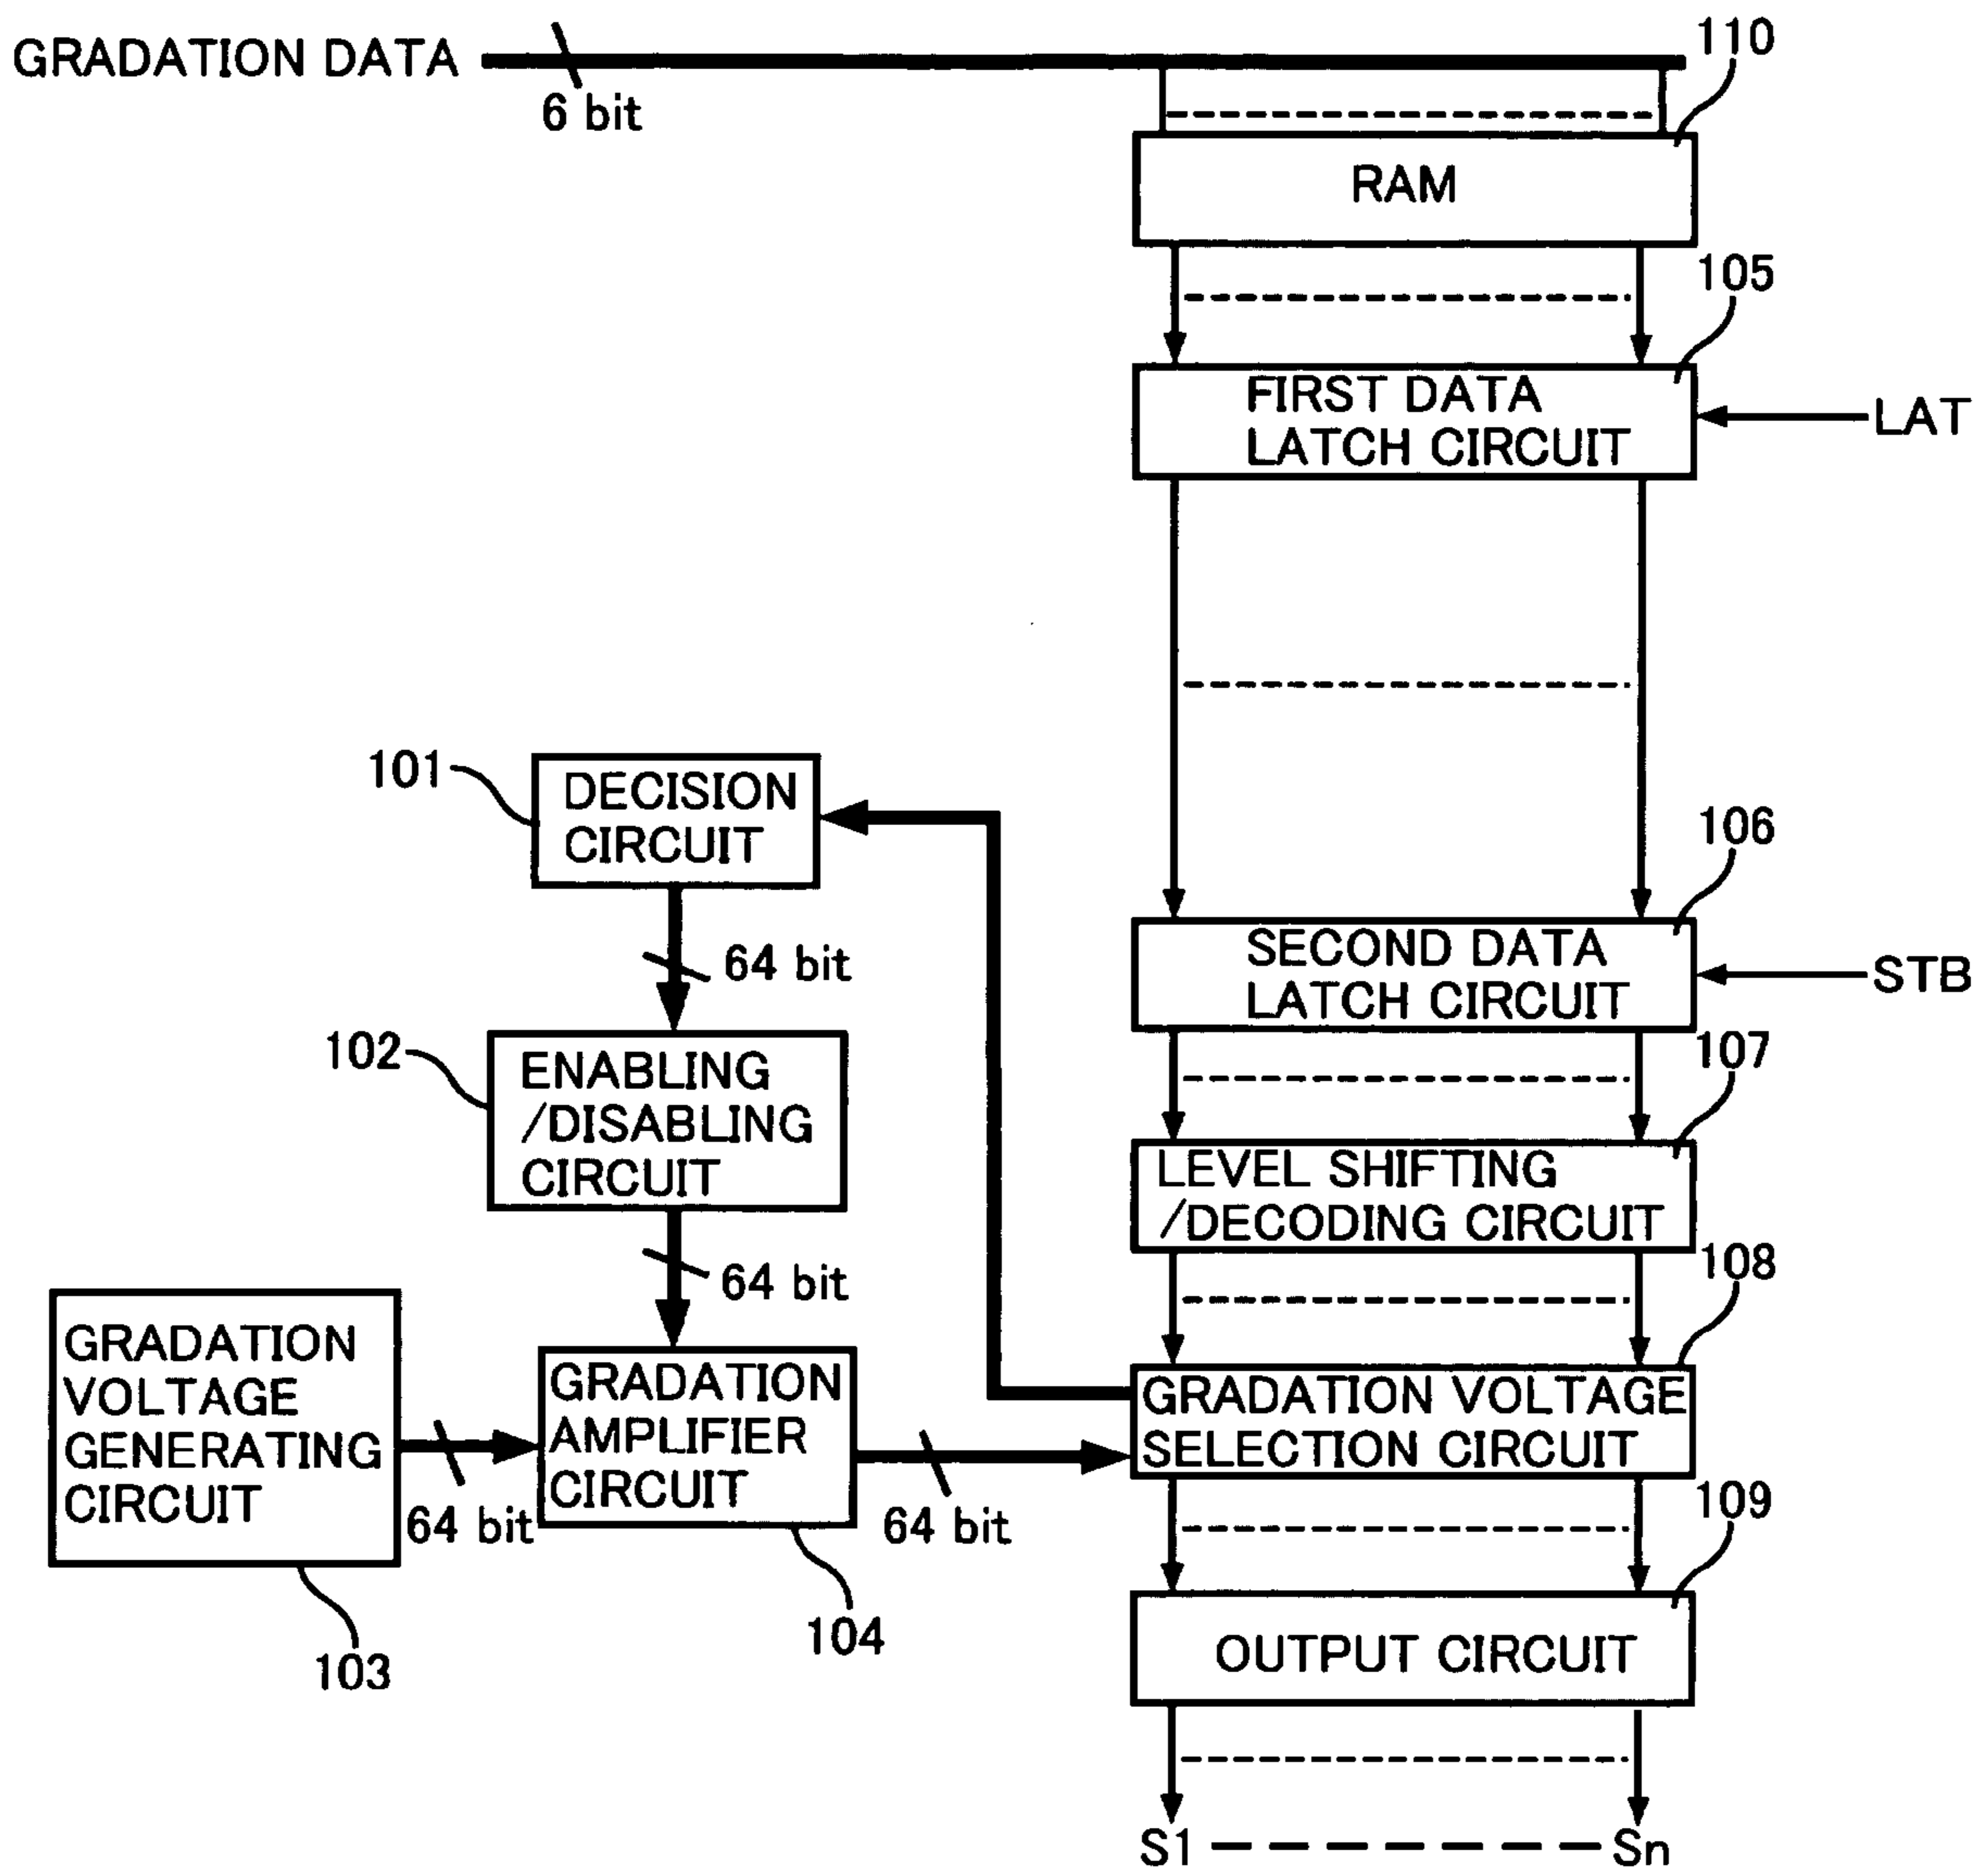 110
GRADATION DATA
6 bit
RAM
105
FIRST DATA
LATCH CIRCUIT
LAT
101
DECISION
CIRCUIT
106
64 bit
SECOND DATA
LATCH CIRCUIT
STB
102
ENABLING
/DISABLING
CIRCUIT
107
LEVEL SHIFTING
/DECODING CIRCUIT
64 bit
108
GRADATION
VOLTAGE
GENERATING
CIRCUIT
GRADATION
AMPLIFIER
CIRCUIT
GRADATION VOLTAGE
SELECTION CIRCUIT
64 bit
64 bit
109
103
104
OUTPUT CIRCUIT
S1 Sn